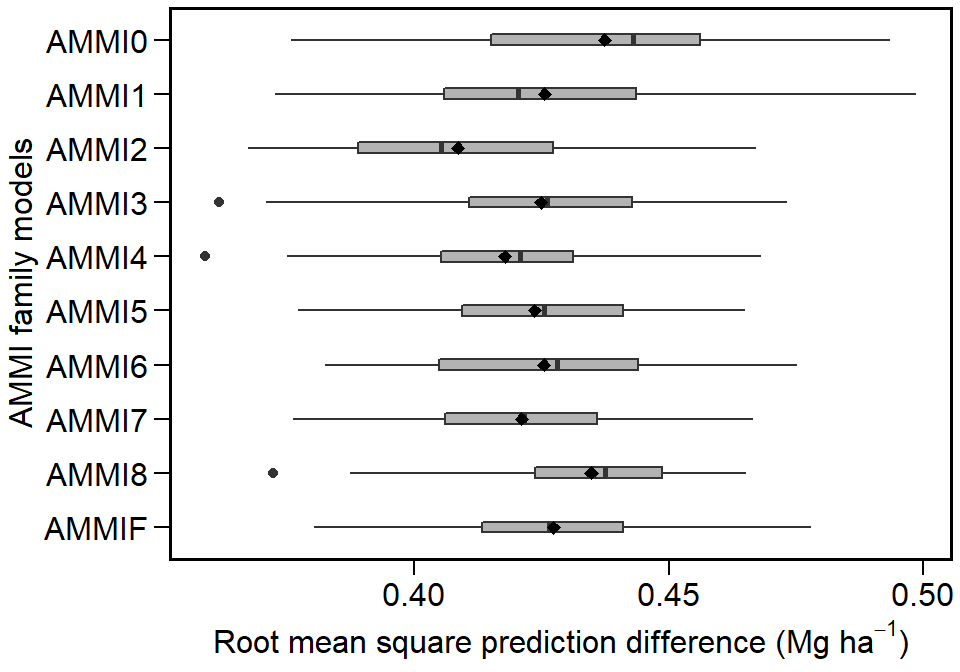 AMMI family models
AMMI0
AMMI1
AMMI2
AMMI3
AMMI4
AMMI5
AMMI6
AMMI7
AMMI8
AMMIF
0.40 0.45 0.50
Root mean square prediction difference (Mg ha⁻¹)